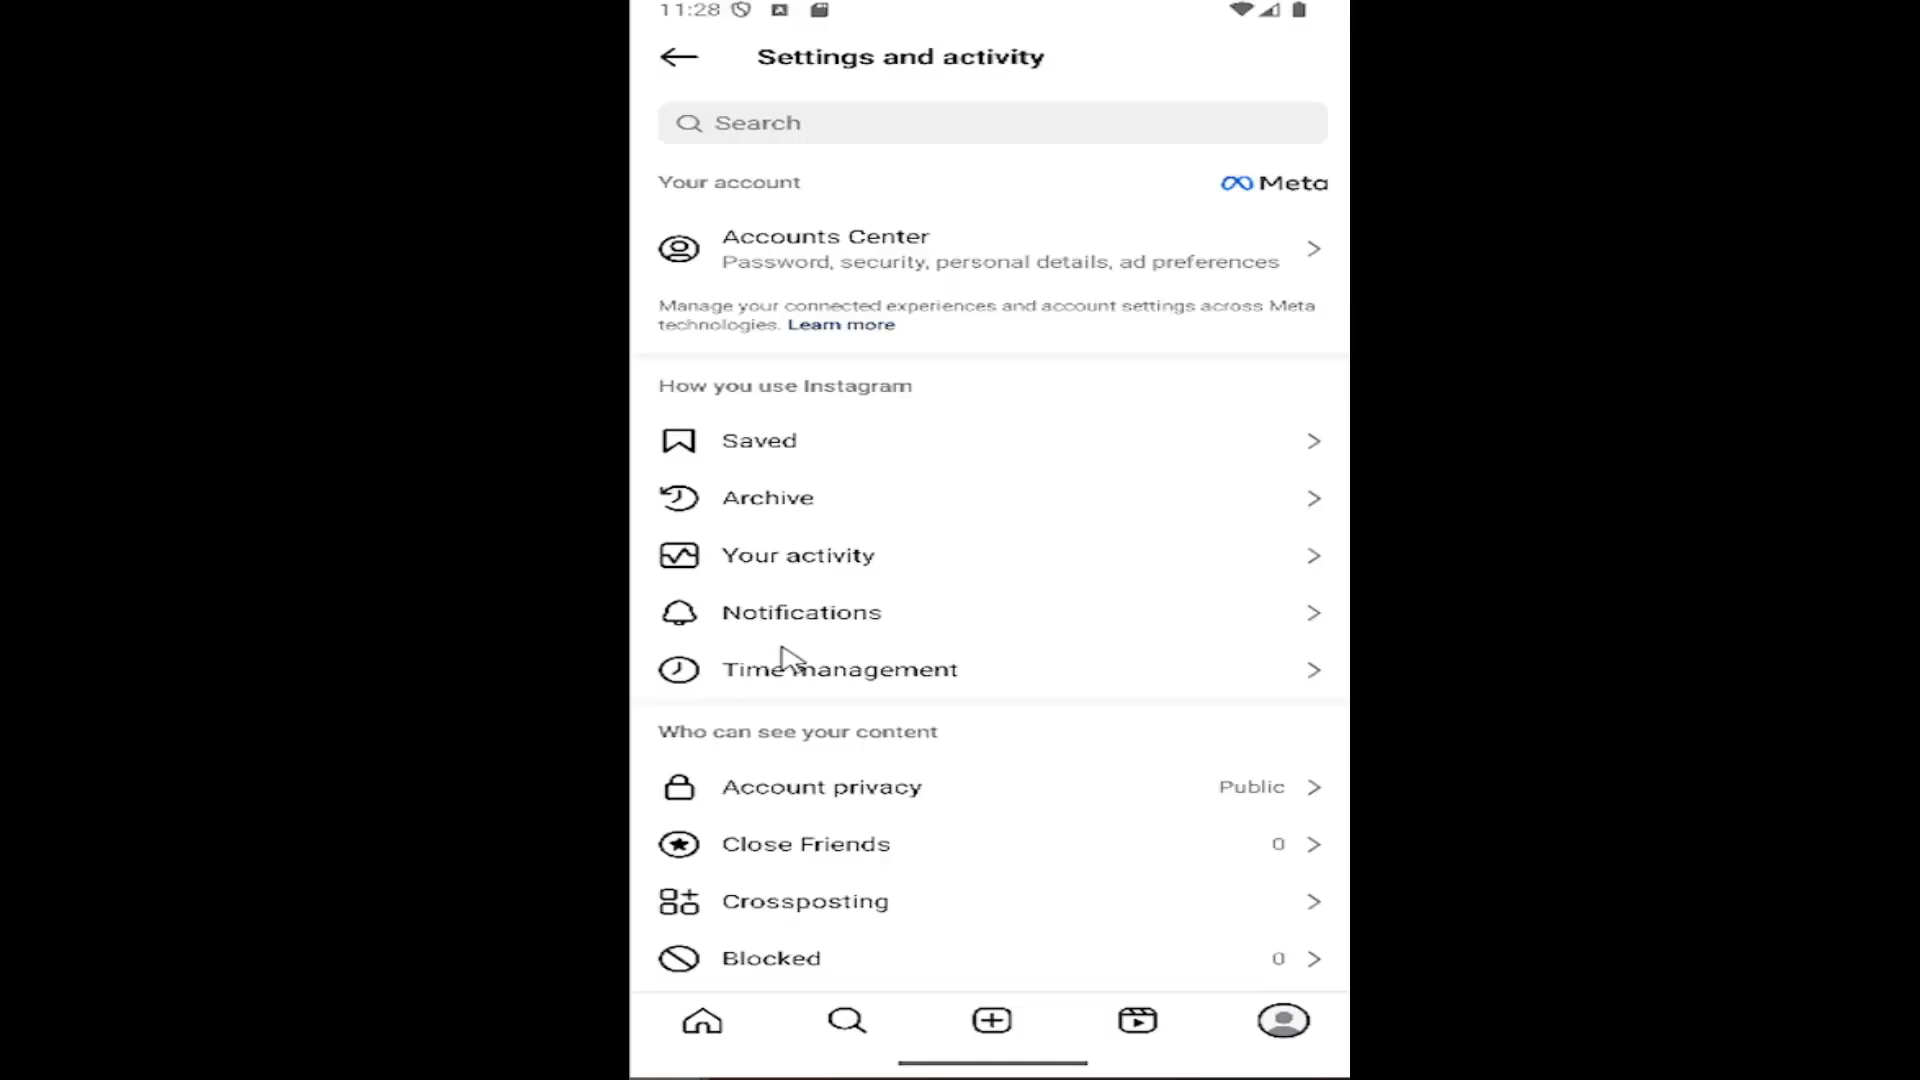 11:28
Settings and activity
Search
Your account
Meta
Accounts Center
Password, security, personal details, ad preferences
Manage your connected experiences and account settings across Meta
technologies. Learn more
How you use Instagram
Saved
Archive
Your activity
Notifications
Time management
Who can see your content
Account privacy Public
Close Friends 0
Crossposting
Blocked 0